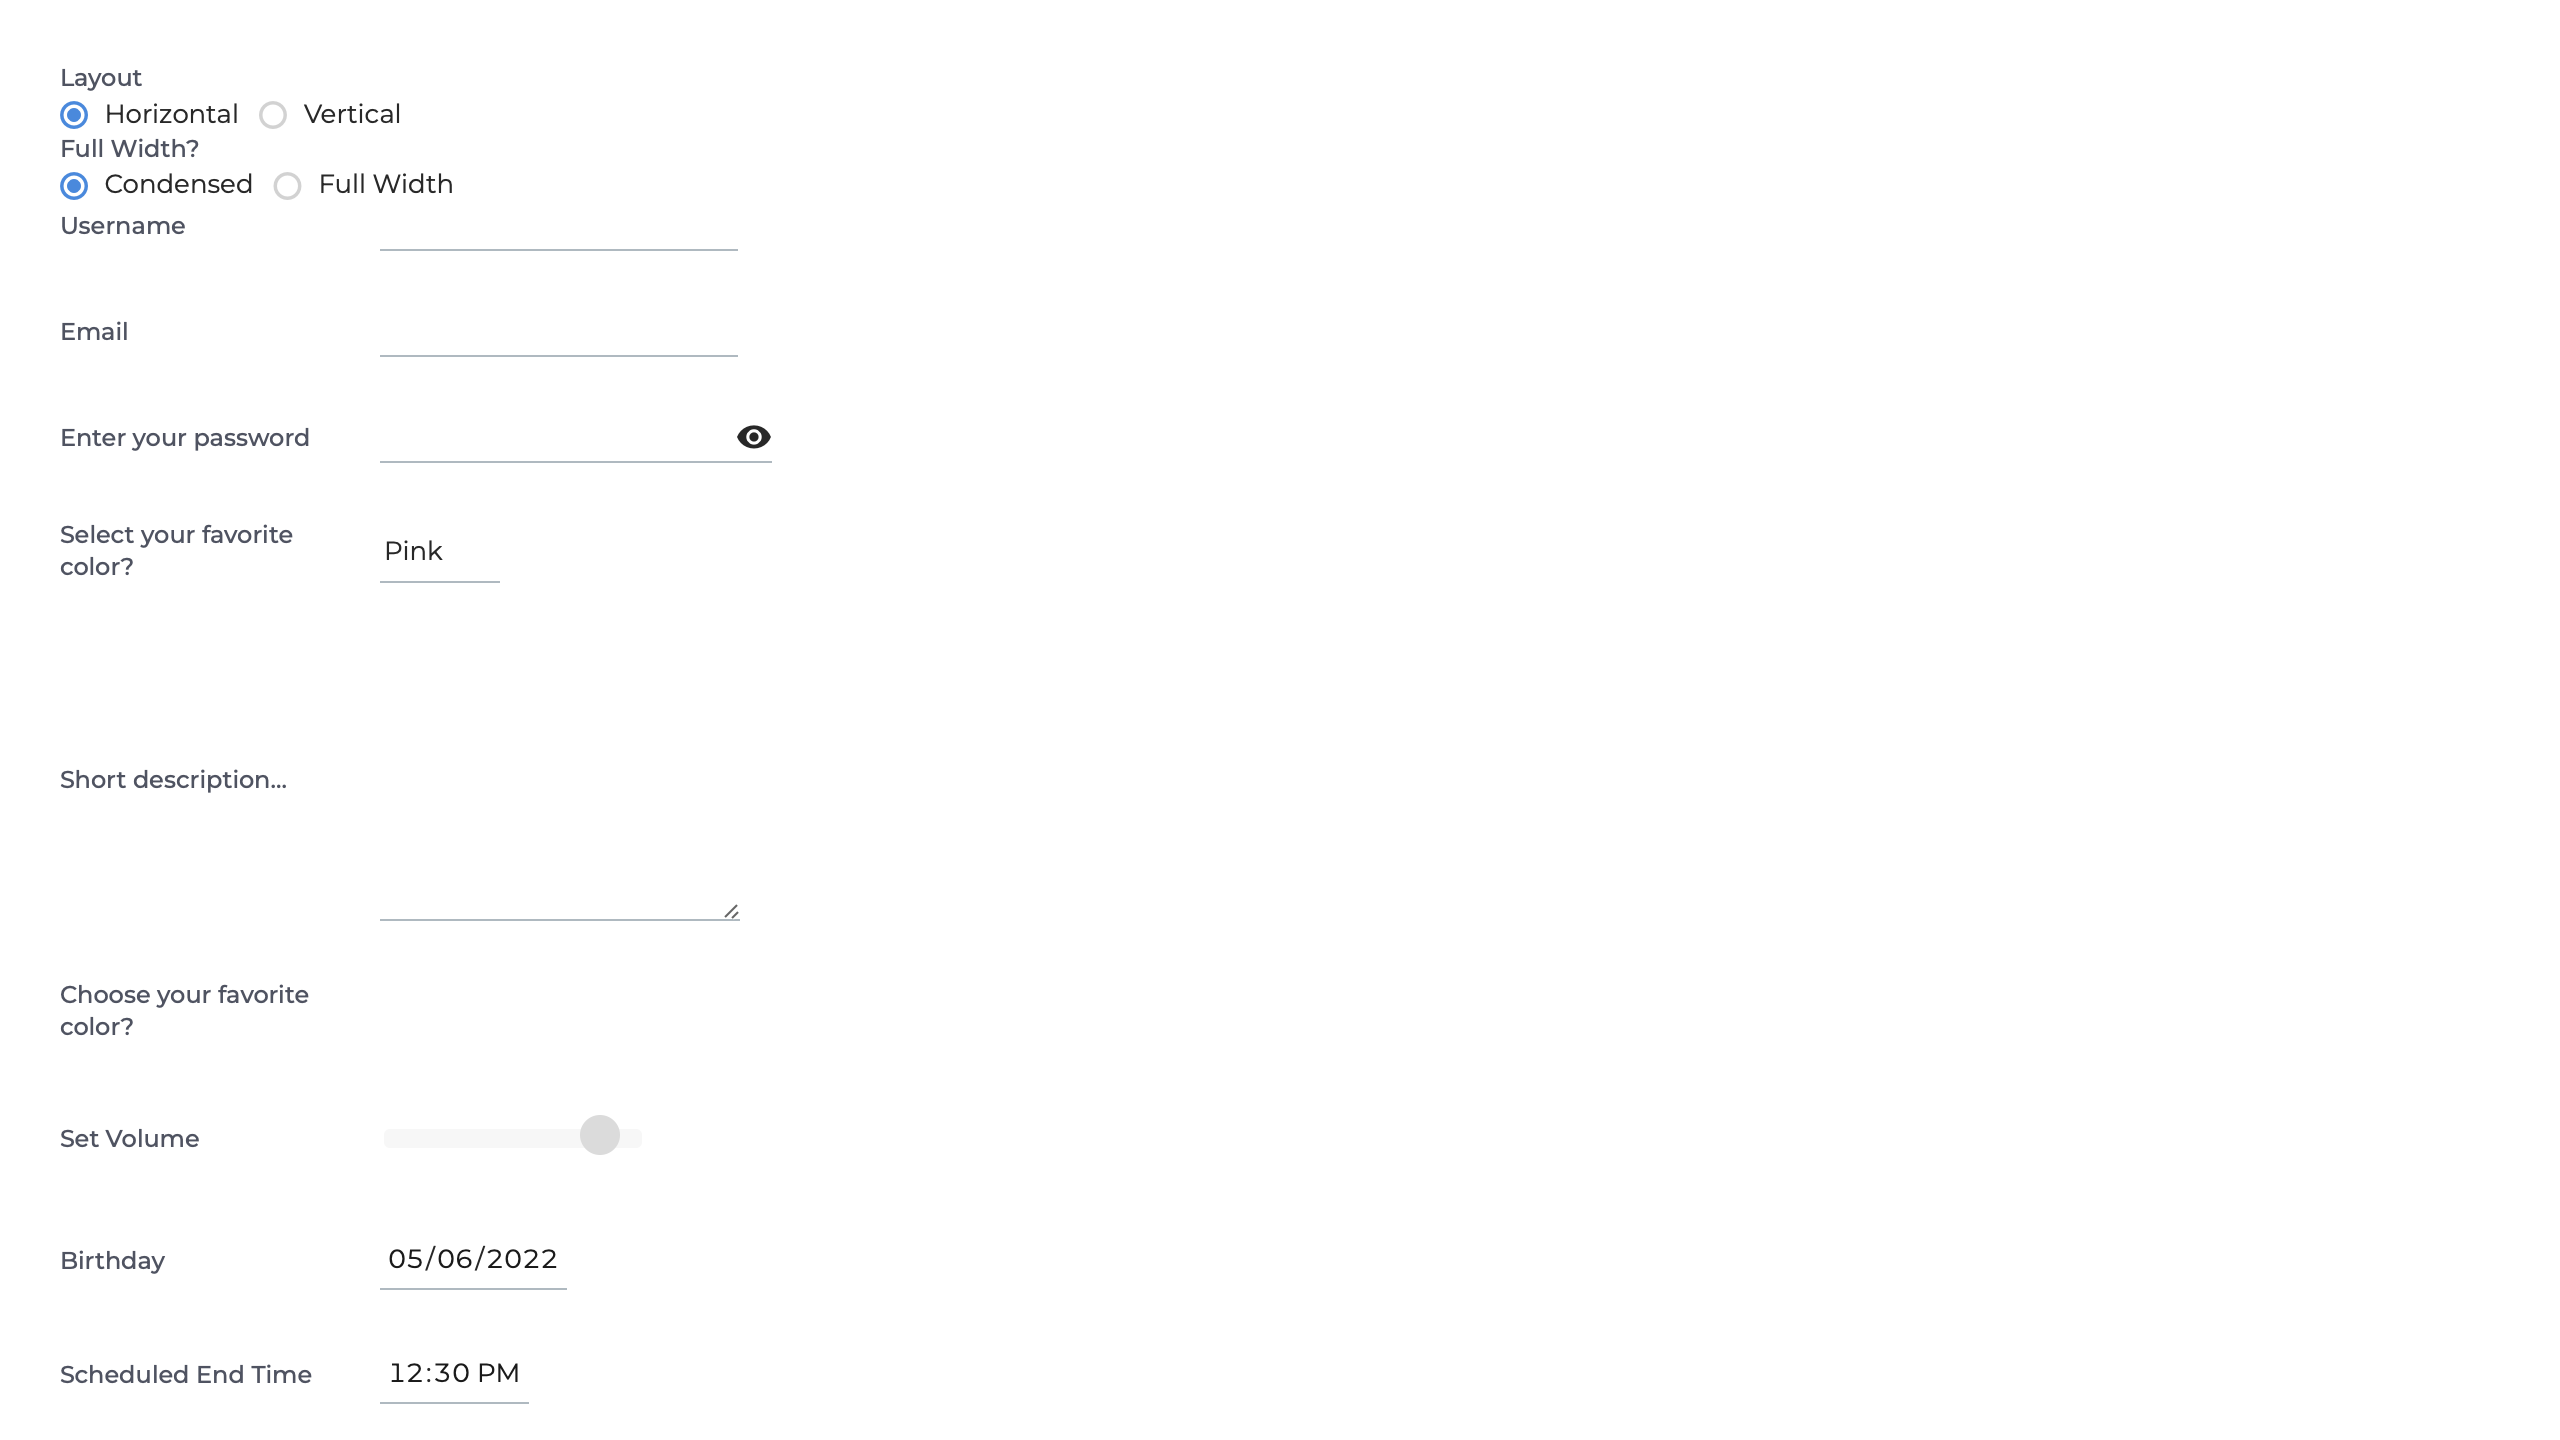 Layout
Horizontal Vertical
Full Width?
Condensed Full Width
Username
Email
Enter your password
Select your favorite
color?
Pink
Short description...
Choose your favorite
color?
Set Volume
Birthday 05/06/2022
Scheduled End Time 12:30 PM